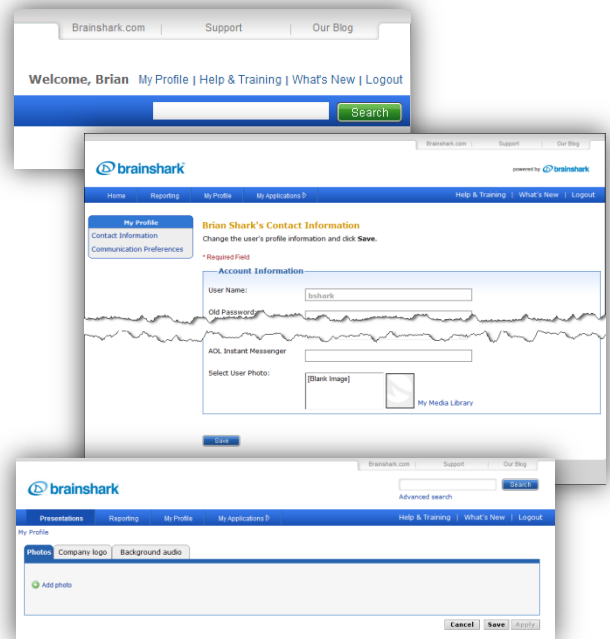 Brainshark.com | Support | Our Blog
Welcome, Brian My Profile | Help & Training | What's New | Logout
Search
Brainshark.com | Support | Our Blog
brainshark
powered by brainshark
Home Reporting My Profile My Applications Help & Training | What's New | Logout
My Profile
Contact Information
Communication Preferences
Brian Shark's Contact Information
Change the user's profile information and click Save.
* Required Field
Account Information
User Name:
bshark
Old Password:
AOL Instant Messenger
Select User Photo:
[Blank Image]
My Media Library
Save
Brainshark.com | Support | Our Blog
brainshark
Search
Advanced search
Presentations Reporting My Profile My Applications Help & Training | What's New | Logout
My Profile
Photos Company logo Background audio
Add photo
Cancel Save Apply